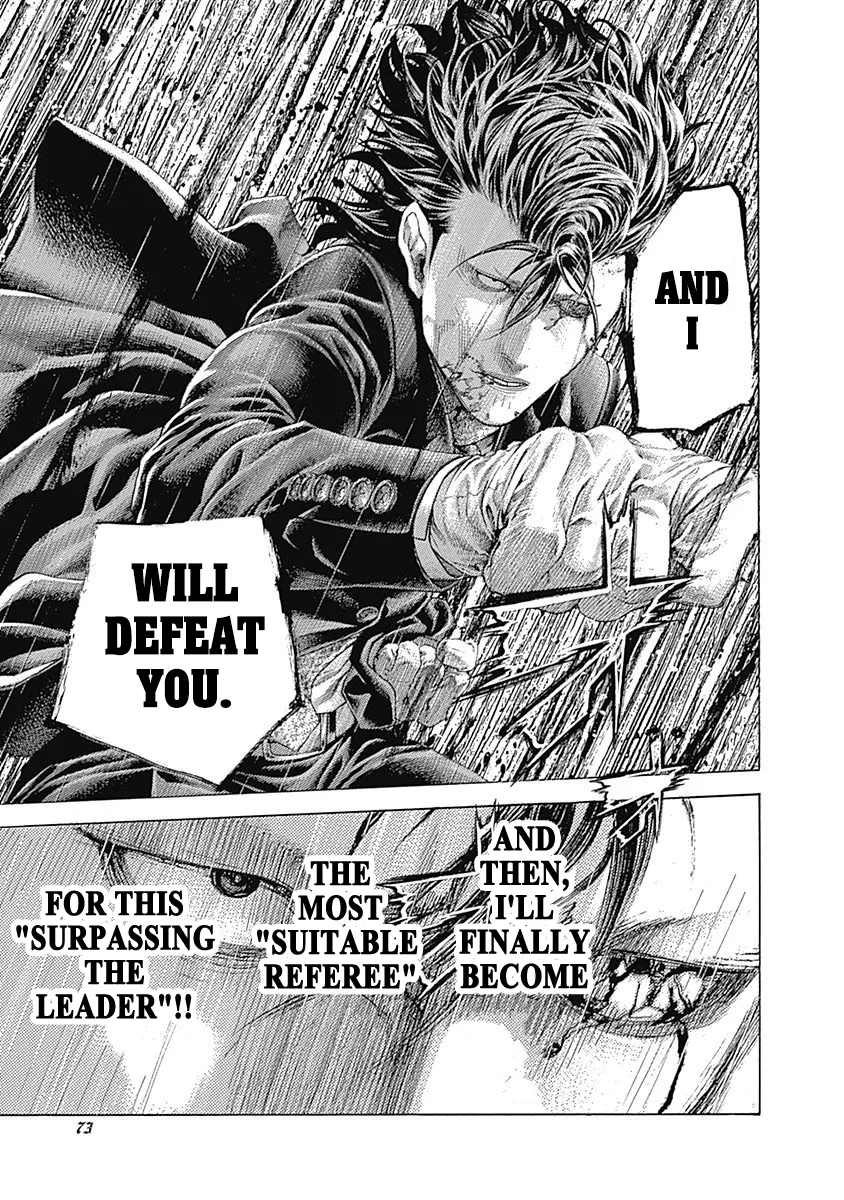 AND
I
WILL
DEFEAT
YOU.
AND
THEN,
I'LL
FINALLY
BECOME
THE
MOST
"SUITABLE
REFEREE"
FOR THIS
"SURPASSING
THE
LEADER"!!
73